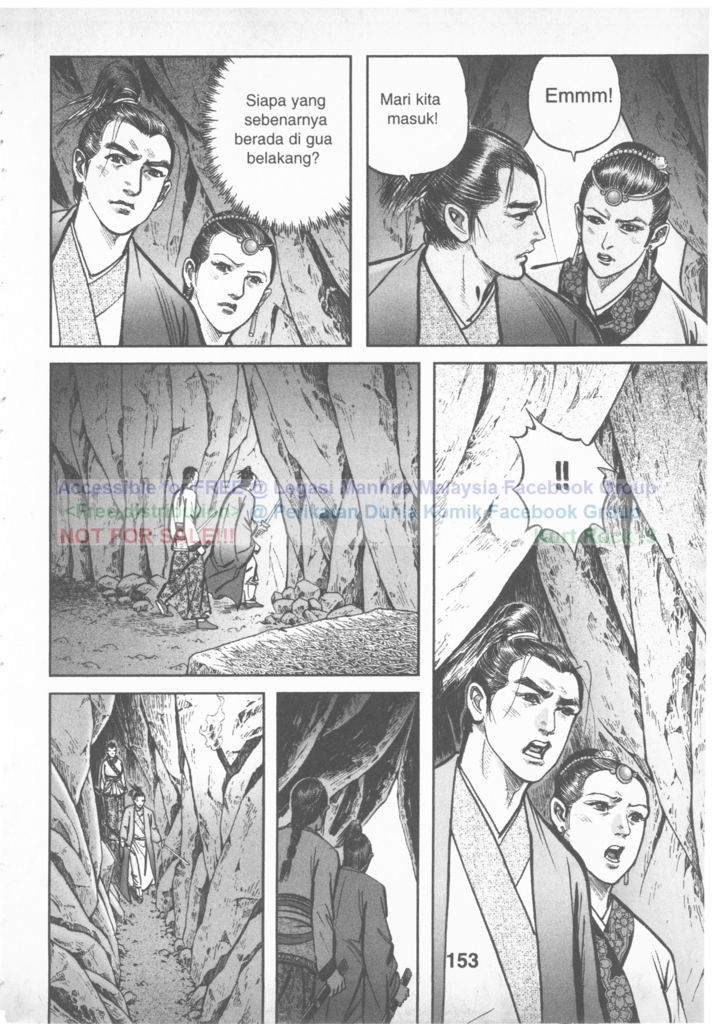 Siapa yang
sebenarnya
berada di gua
belakang?
Mari kita
masuk!
Emmm!
!!
Accessible for FREE @ Legasi Manhua Malaysia Facebook Group
<Free distribution> @ Perikatan Dunia Komik Facebook Group
NOT FOR SALE!!!
153